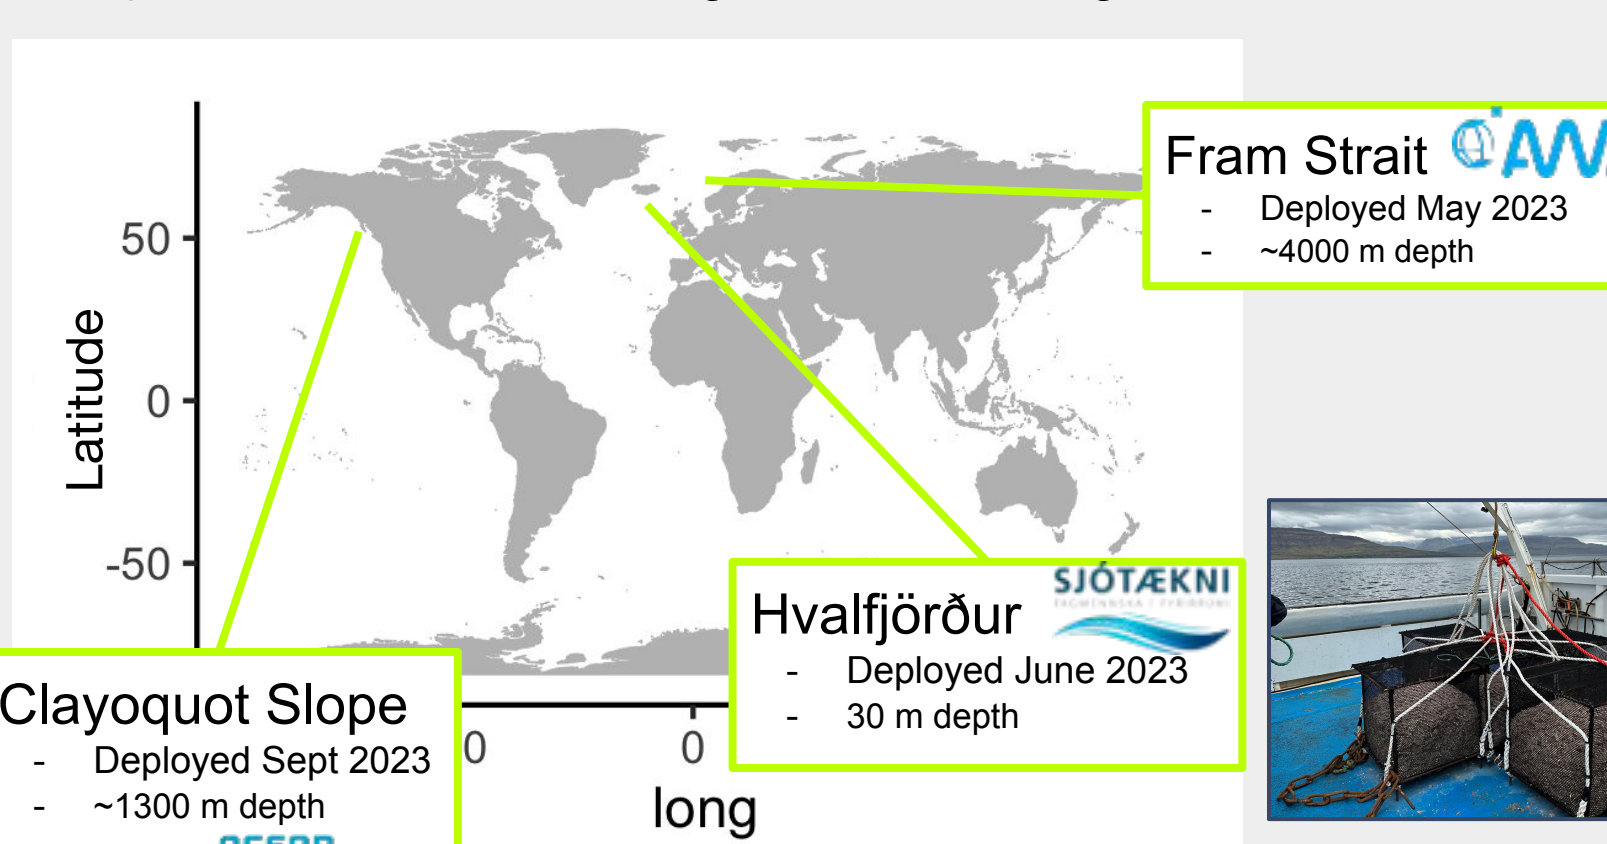 Fram Strait
- Deployed May 2023
- ~4000 m depth
50
Latitude
0
-50
SJÓTÆKNI
Hvalfjörður
- Deployed June 2023
- 30 m depth
Clayoquot Slope
- Deployed Sept 2023
- ~1300 m depth
0
0
long